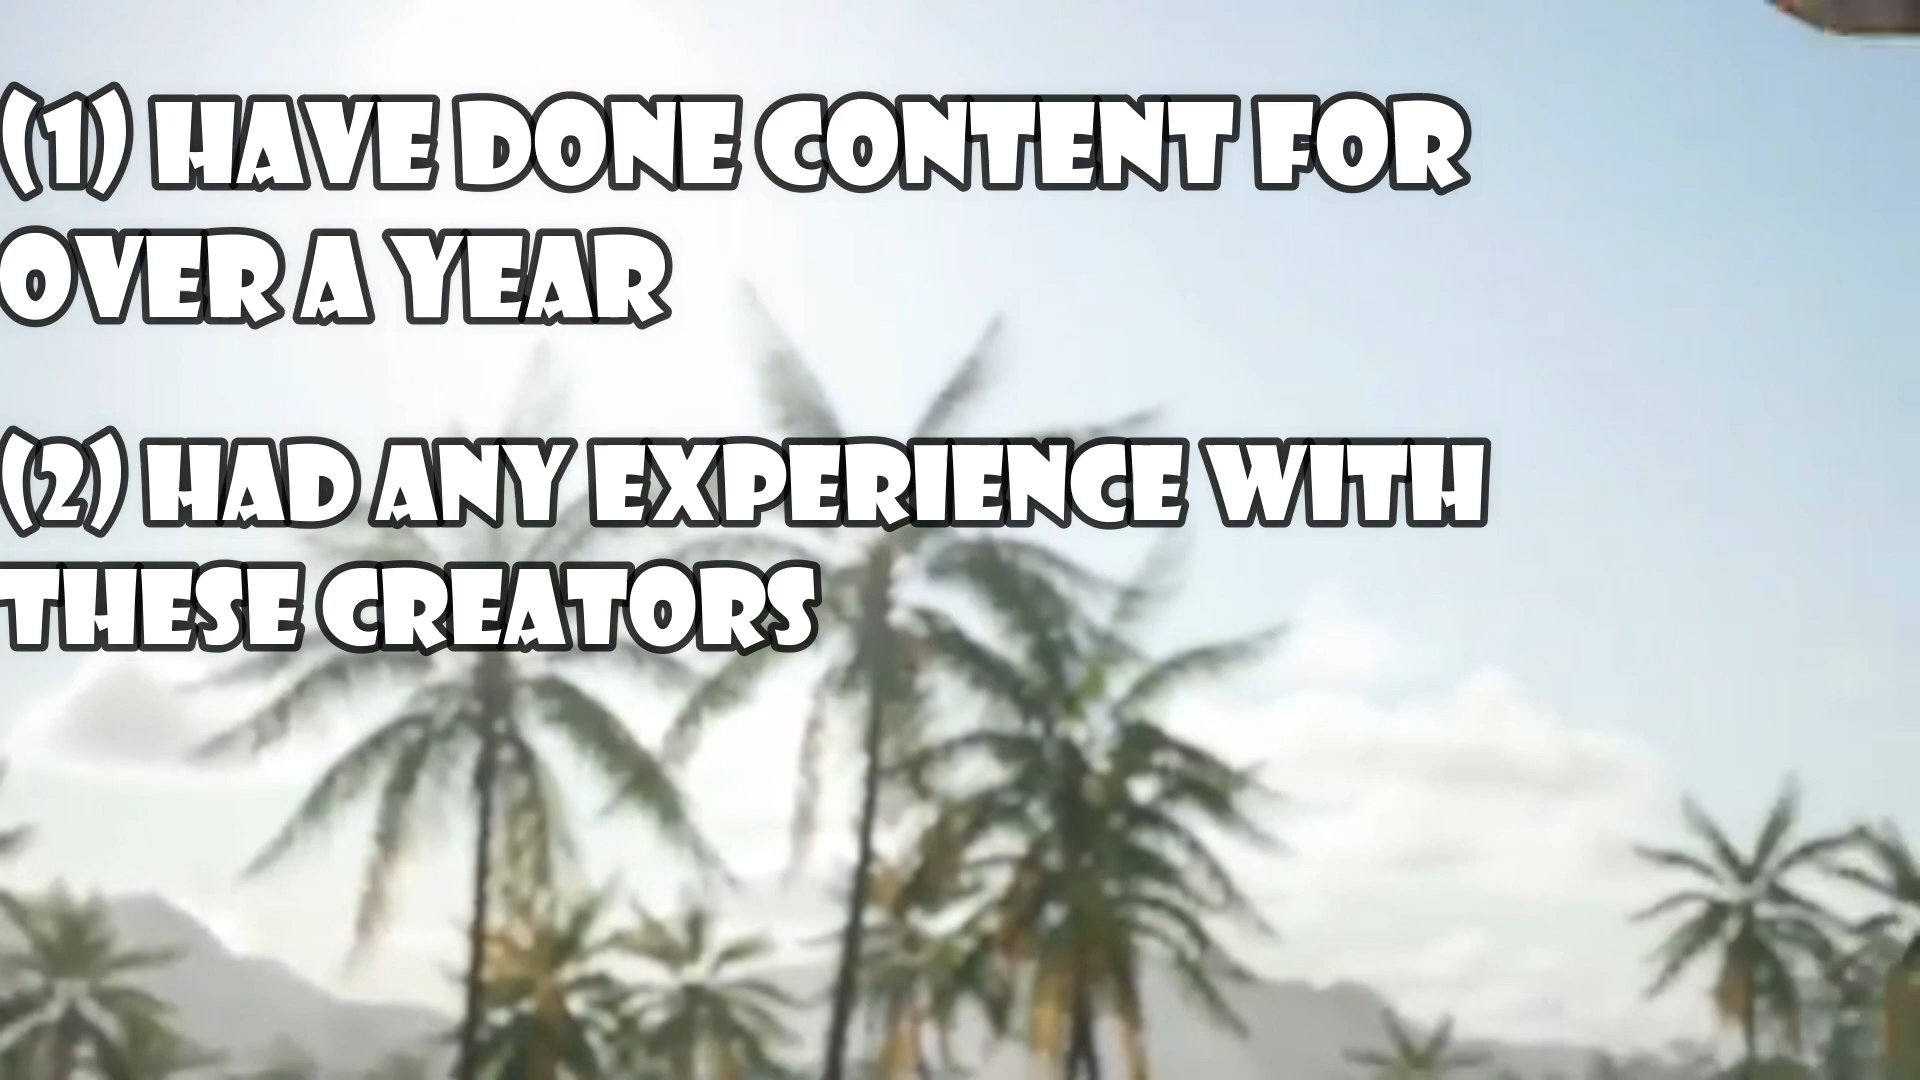 (1) HAVE DONE CONTENT FOR
OVER A YEAR
(2) HAD ANY EXPERIENCE WITH
THESE CREATORS